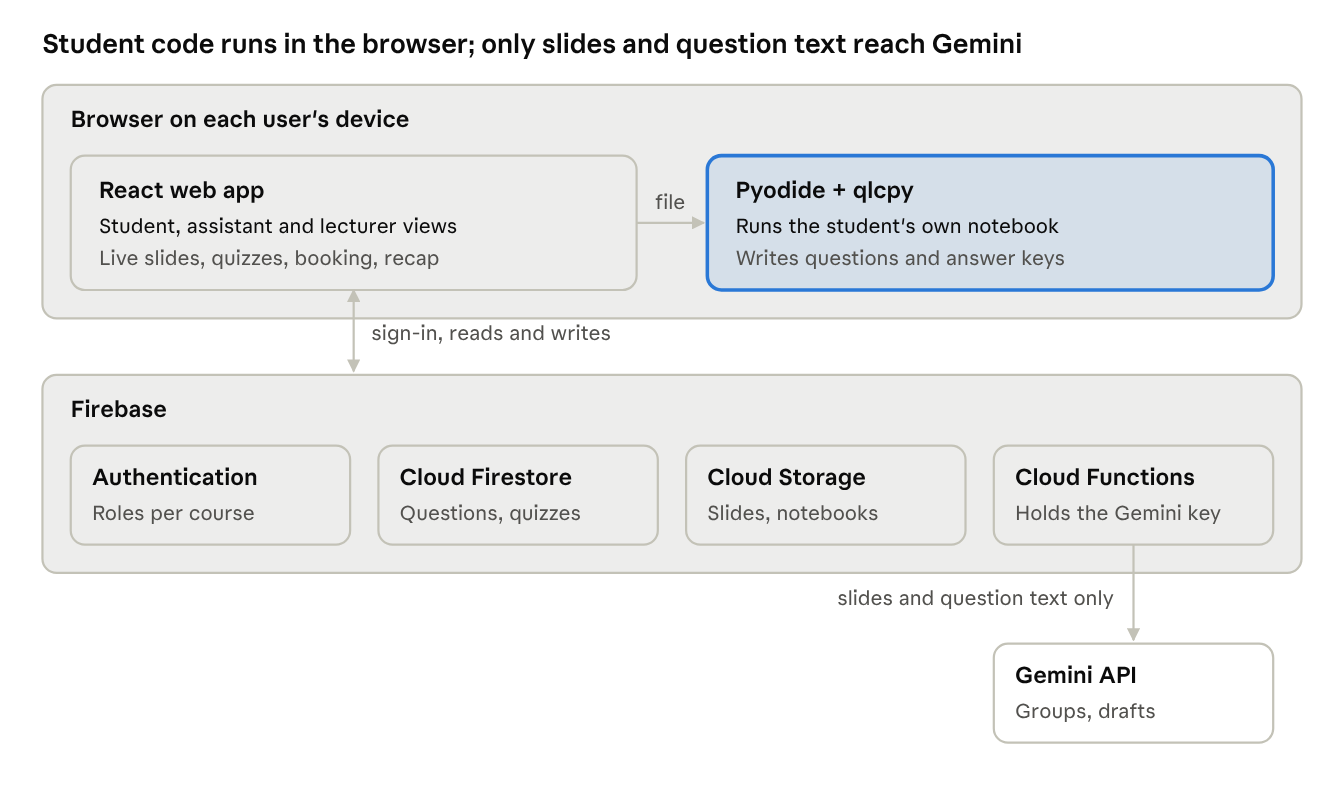 Student code runs in the browser; only slides and question text reach Gemini
Browser on each user's device
React web app
Student, assistant and lecturer views
Live slides, quizzes, booking, recap
file
Pyodide + qlcpy
Runs the student's own notebook
Writes questions and answer keys
sign-in, reads and writes
Firebase
Authentication
Roles per course
Cloud Firestore
Questions, quizzes
Cloud Storage
Slides, notebooks
Cloud Functions
Holds the Gemini key
slides and question text only
Gemini API
Groups, drafts